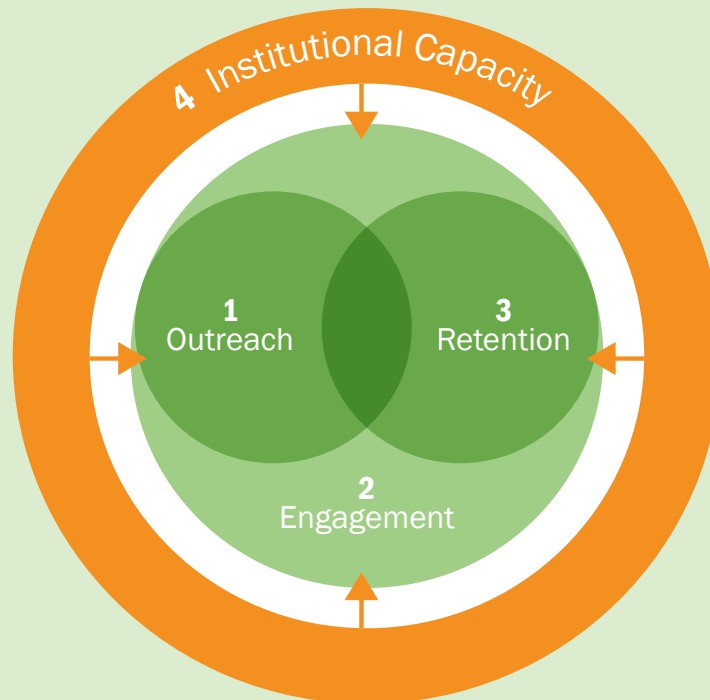 4 Institutional Capacity
1
Outreach
3
Retention
2
Engagement